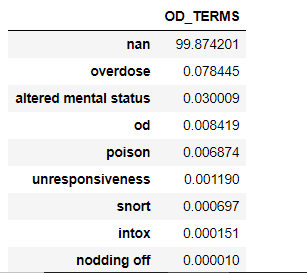 OD_TERMS
nan 99.874201
overdose 0.078445
altered mental status 0.030009
od 0.008419
poison 0.006874
unresponsiveness 0.001190
snort 0.000697
intox 0.000151
nodding off 0.000010